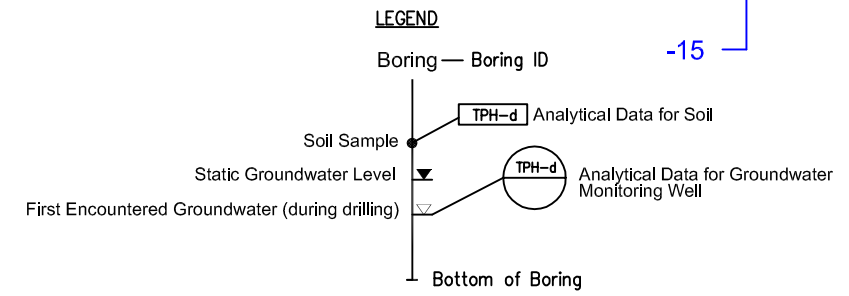 LEGEND
-15
Boring — Boring ID
TPH-d Analytical Data for Soil
Soil Sample
TPH-d
Static Groundwater Level
Analytical Data for Groundwater
Monitoring Well
First Encountered Groundwater (during drilling)
Bottom of Boring